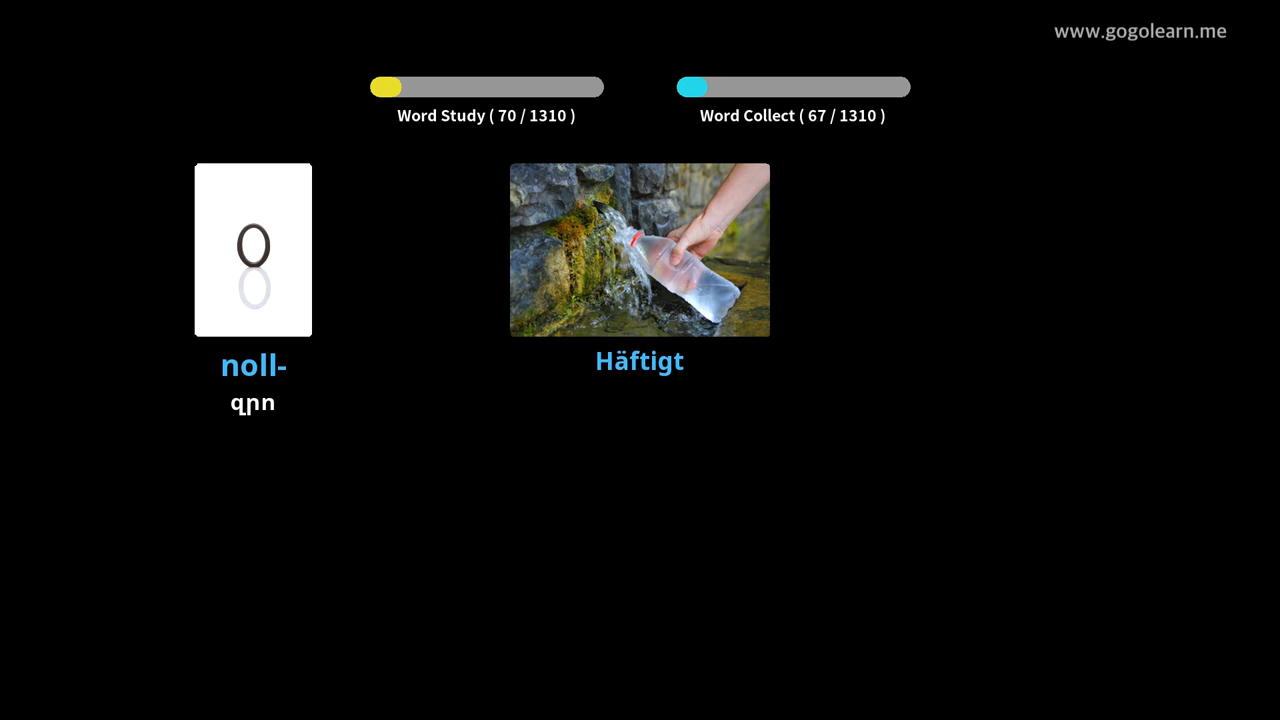 www.gogolearn.me
Word Study ( 70 / 1310 )
Word Collect ( 67 / 1310 )
0
noll-
զրո
Häftigt